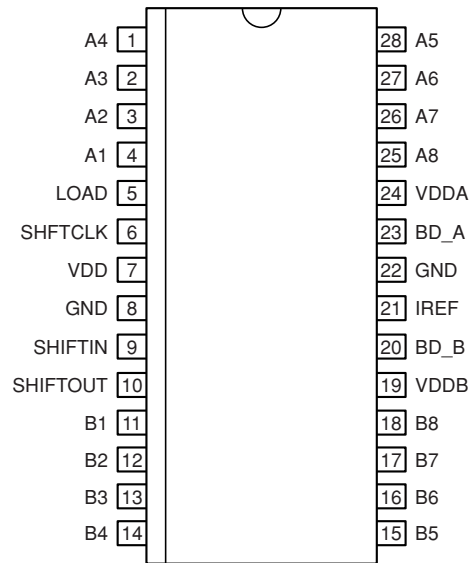 A4 1 28 A5
A3 2 27 A6
A2 3 26 A7
A1 4 25 A8
LOAD 5 24 VDDA
SHFTCLK 6 23 BD_A
VDD 7 22 GND
GND 8 21 IREF
SHIFTIN 9 20 BD_B
SHIFTOUT 10 19 VDDB
B1 11 18 B8
B2 12 17 B7
B3 13 16 B6
B4 14 15 B5